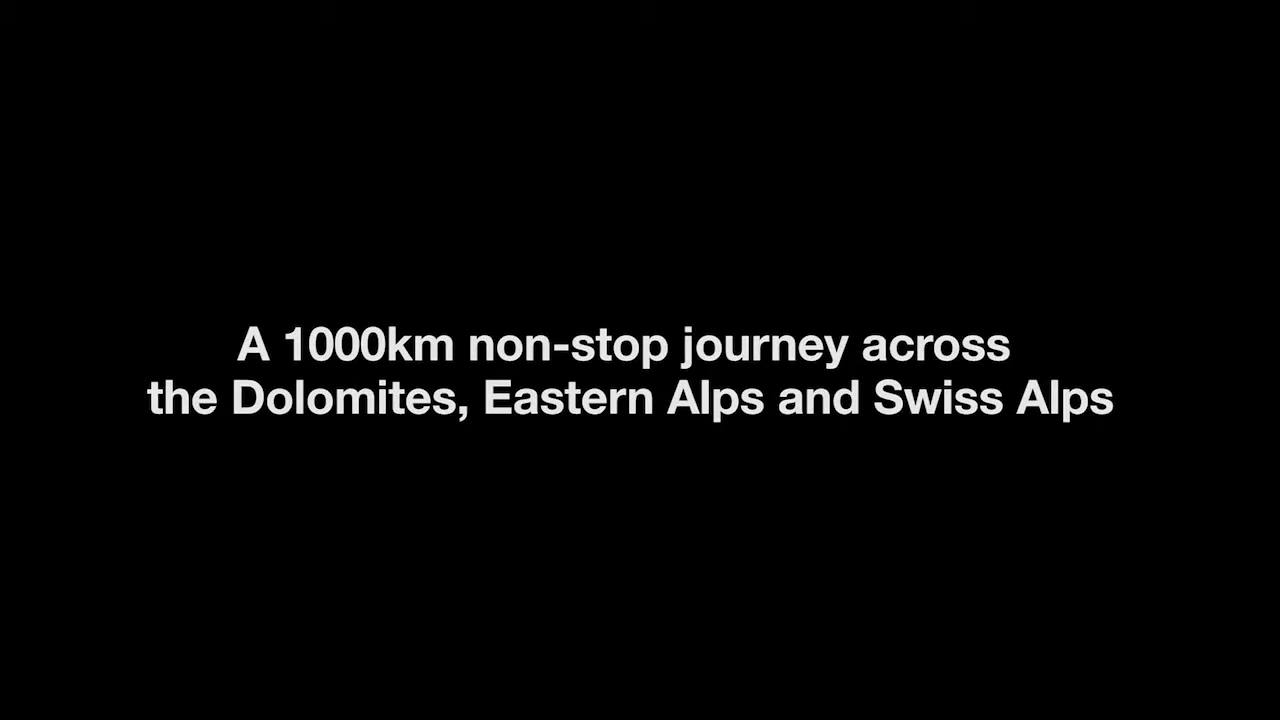 A 1000km non-stop journey across
the Dolomites, Eastern Alps and Swiss Alps